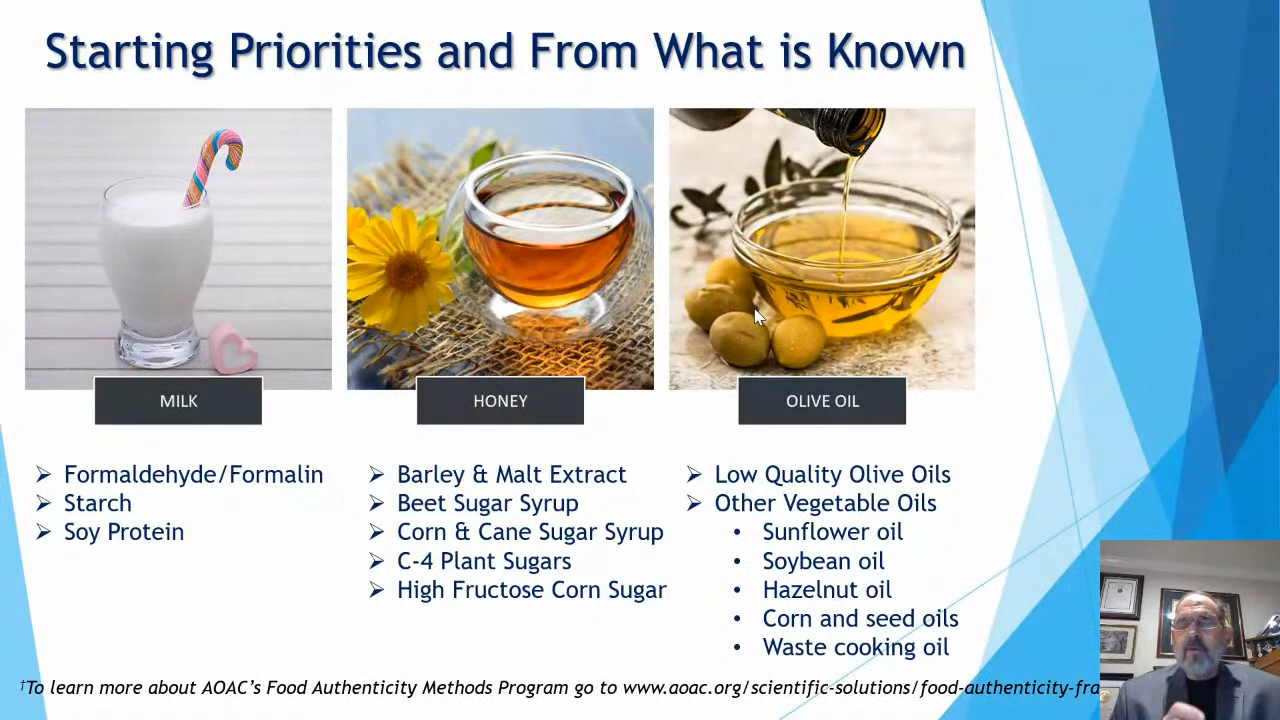 Starting Priorities and From What is Known
MILK
HONEY
OLIVE OIL
➢ Formaldehyde/Formalin
➢ Starch
➢ Soy Protein
➢ Barley & Malt Extract
➢ Beet Sugar Syrup
➢ Corn & Cane Sugar Syrup
➢ C-4 Plant Sugars
➢ High Fructose Corn Sugar
➢ Low Quality Olive Oils
➢ Other Vegetable Oils
• Sunflower oil
• Soybean oil
• Hazelnut oil
• Corn and seed oils
• Waste cooking oil
†To learn more about AOAC’s Food Authenticity Methods Program go to www.aoac.org/scientific-solutions/food-authenticity-fra